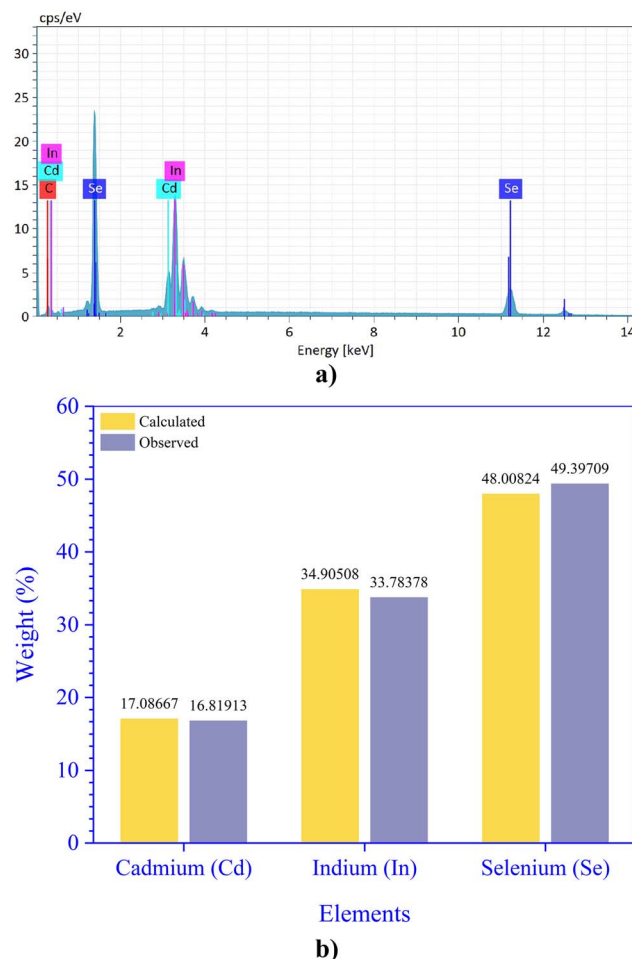 cps/eV
30
25
20
15
10
5
0
In In
Cd Cd
C Se Se
2 4 6 8 10 12 14
Energy [keV]
a)
60
50
40
30
20
10
0
Calculated
Observed
48.00824 49.39709
34.90508 33.78378
17.08667 16.81913
Weight (%)
Cadmium (Cd) Indium (In) Selenium (Se)
Elements
b)